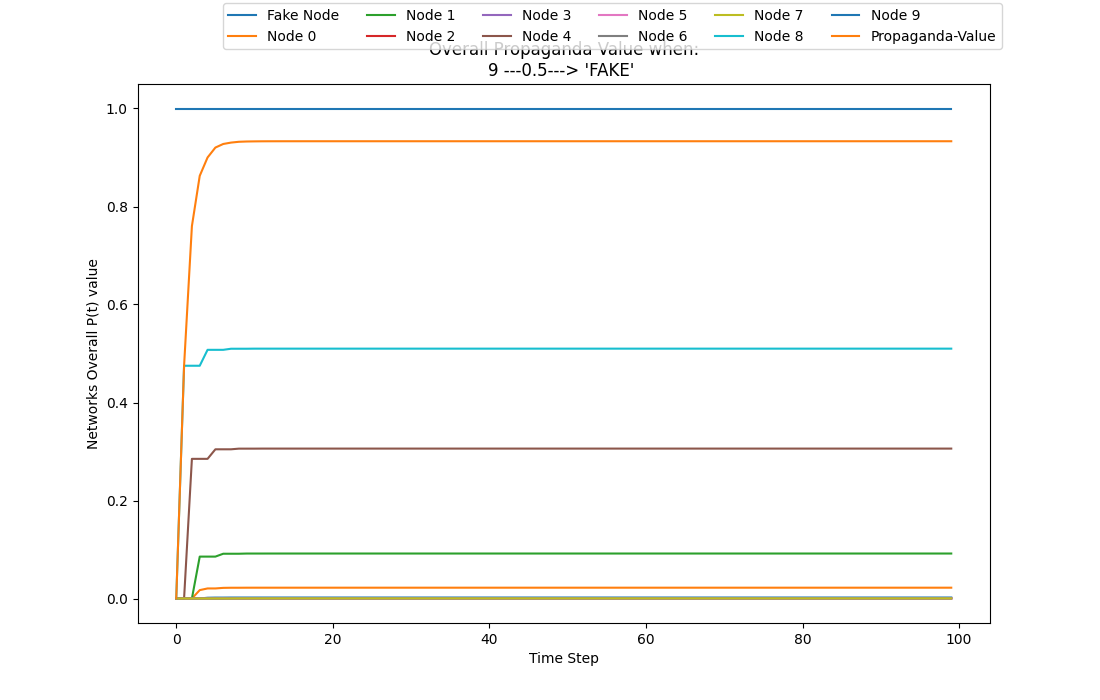 Fake Node Node 1 Node 3 Node 5 Node 7 Node 9
Node 0 Node 2 Node 4 Node 6 Node 8 Propaganda-Value
Overall Propaganda Value when:
9 ---0.5---> 'FAKE'
1.0
0.8
0.6
0.4
0.2
0.0
Networks Overall P(t) value
0 20 40 60 80 100
Time Step